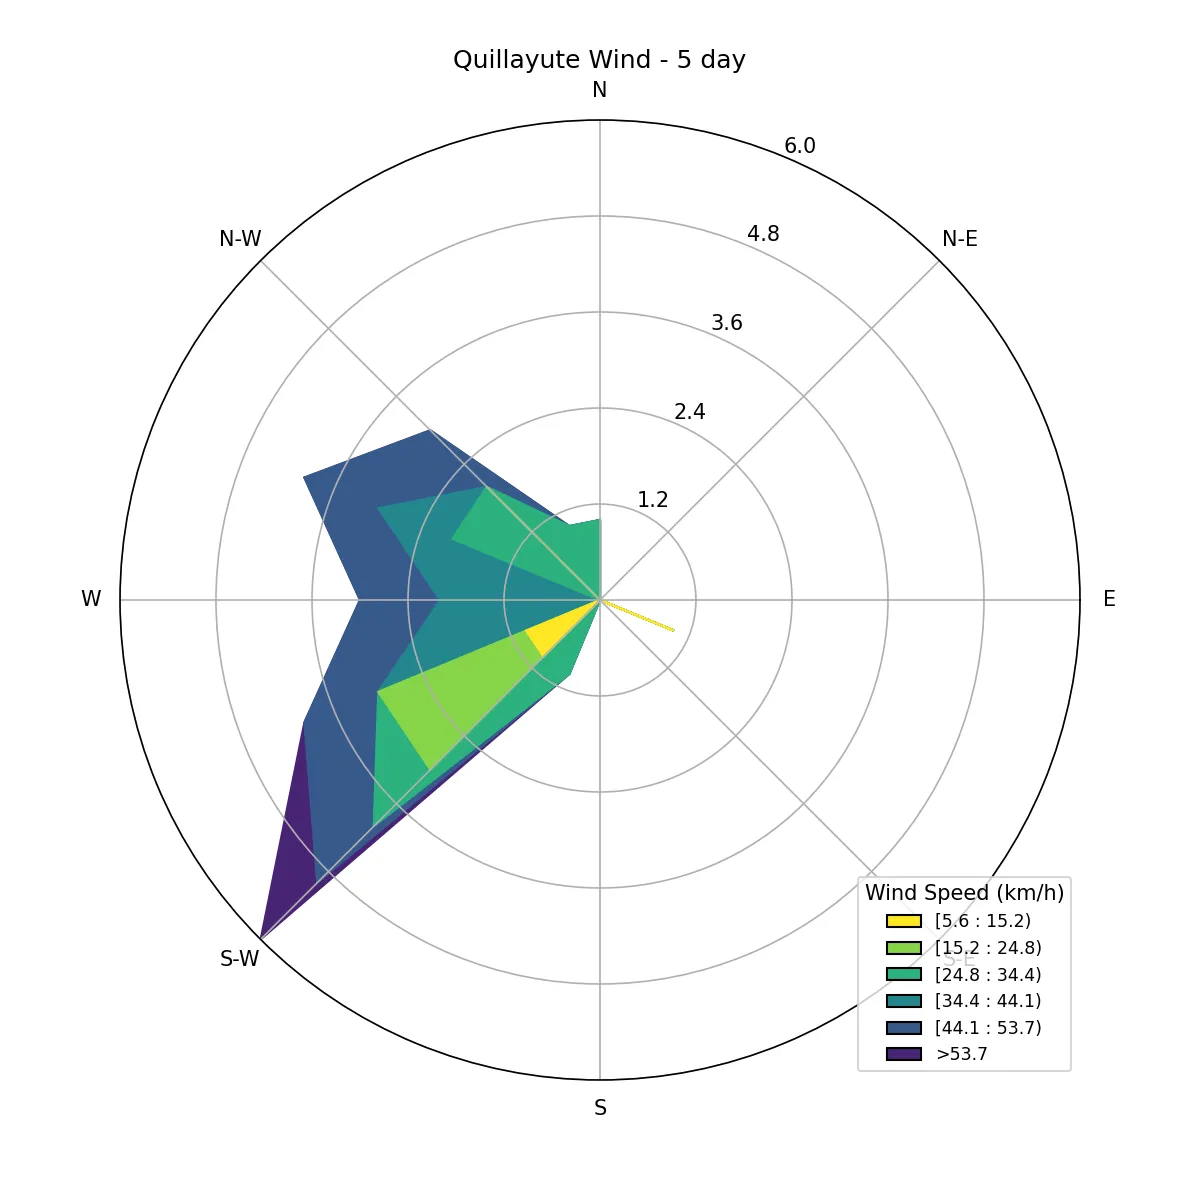 Quillayute Wind - 5 day
N
6.0
N-W
4.8
N-E
3.6
2.4
1.2
W
E
S-W
S-E
Wind Speed (km/h)
[5.6 : 15.2)
[15.2 : 24.8)
[24.8 : 34.4)
[34.4 : 44.1)
[44.1 : 53.7)
>53.7
S